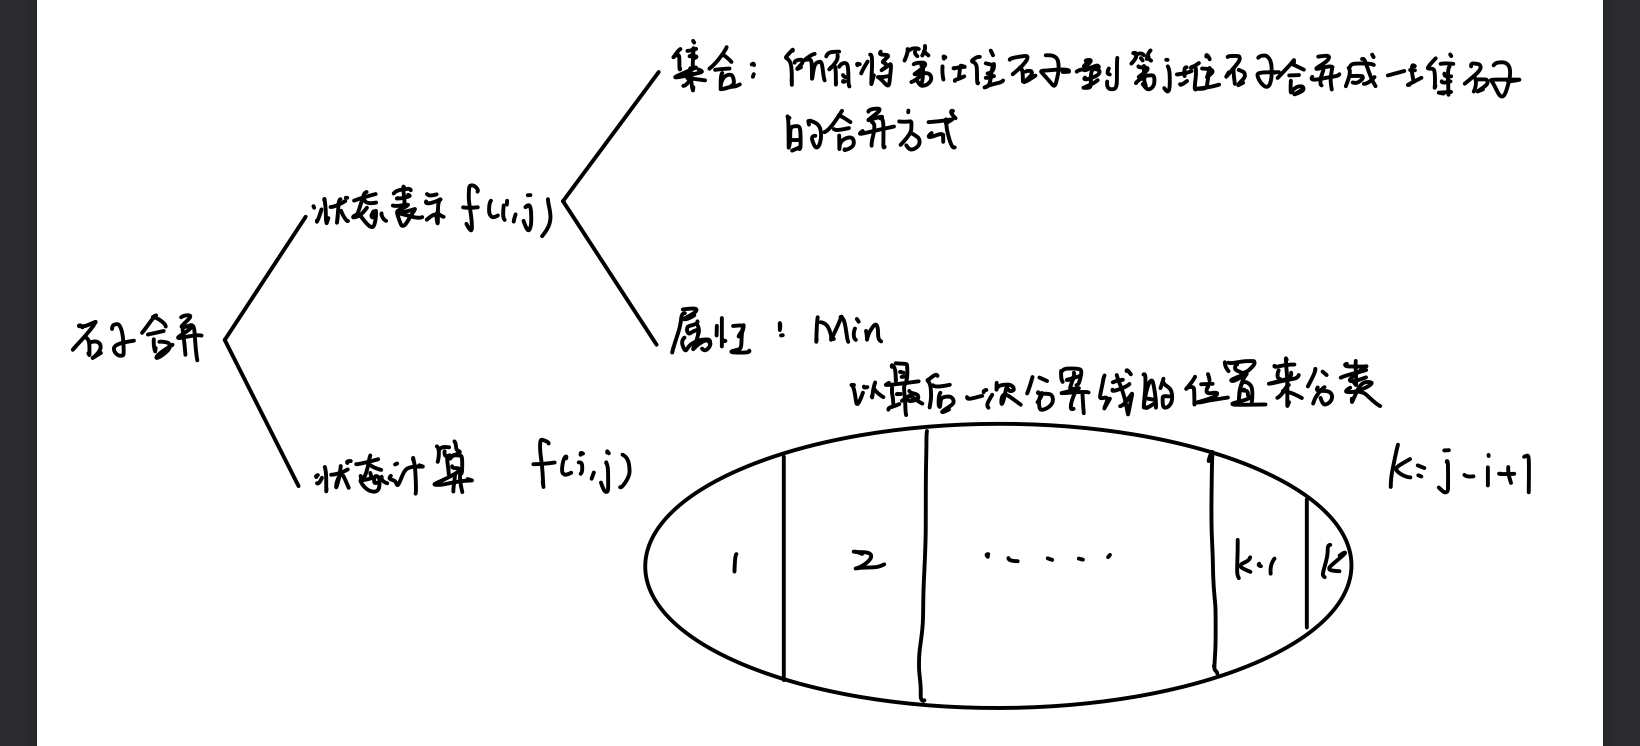 集合：所有将第i堆石子到第j堆石子合并成一堆石子
的合并方式
状态表示 f(i,j)
石子合并
属性：Min
以最后一次分界线的位置来分类
状态计算 f(i,j)
k=j-i+1
1 2 ..... k-1 k